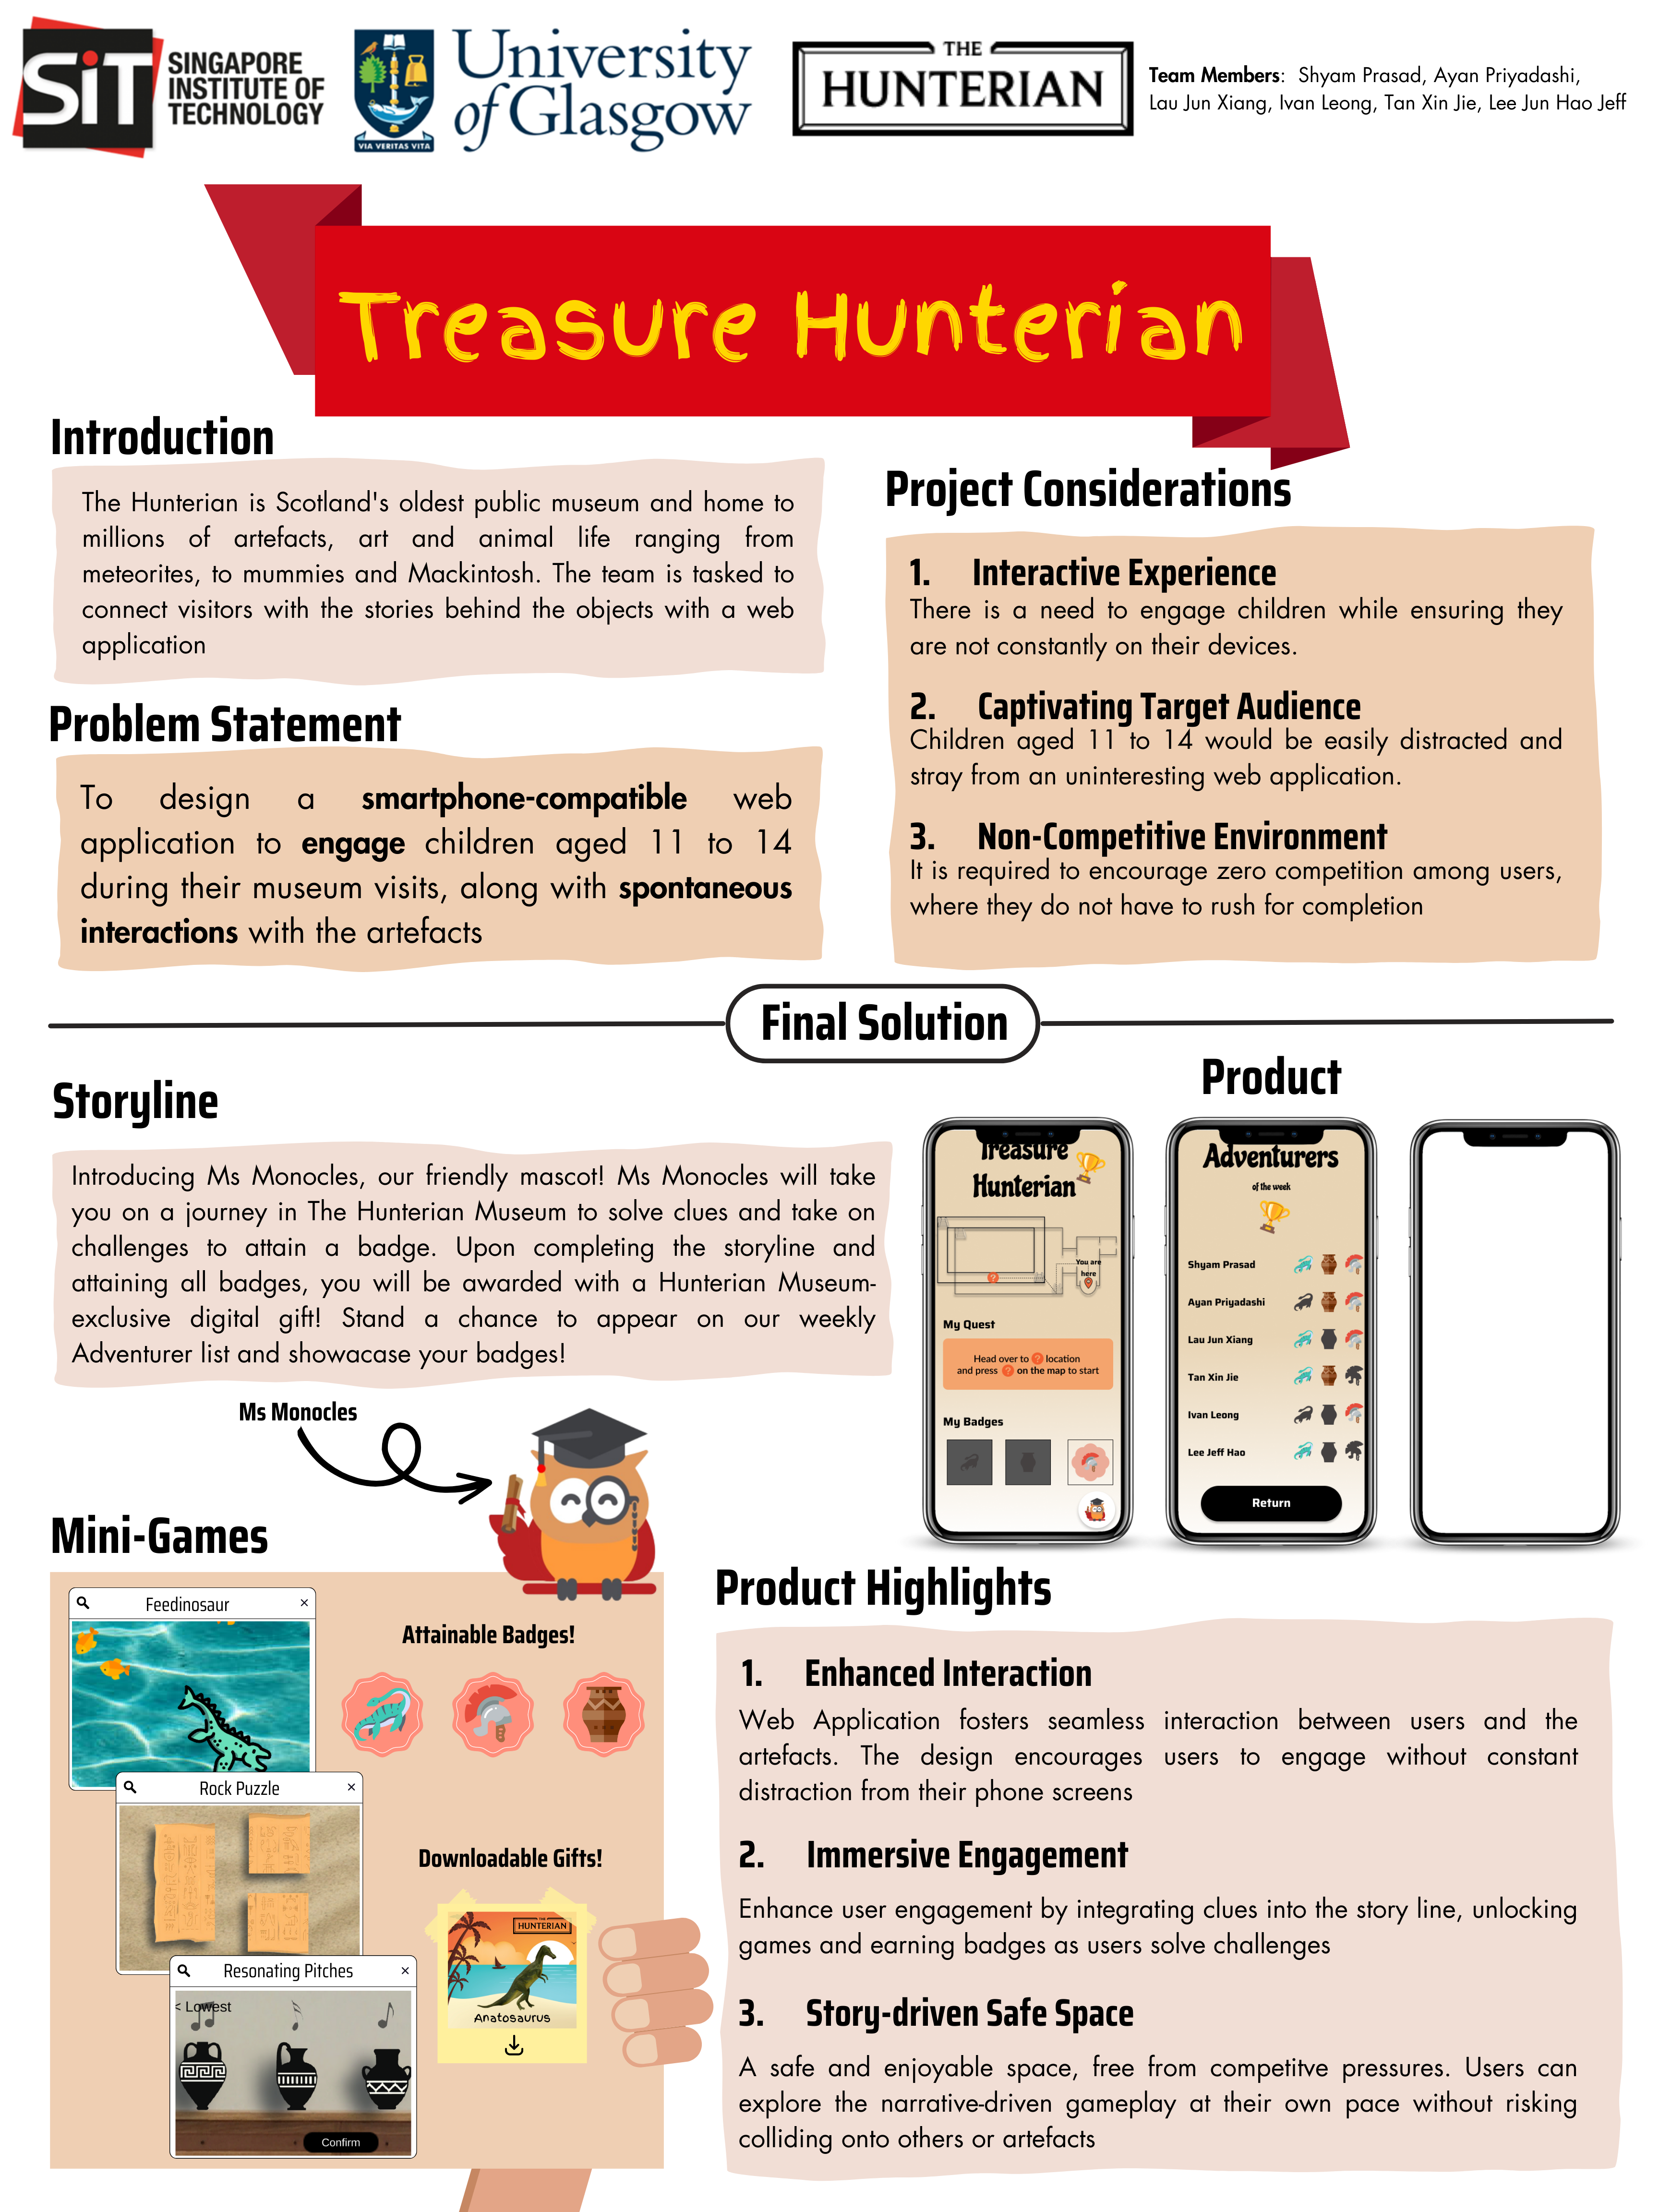 SiT
SINGAPORE
INSTITUTE OF
TECHNOLOGY
VIA VERITAS VITA
University
of Glasgow
THE
HUNTERIAN
Team Members: Shyam Prasad, Ayan Priyadashi,
Lau Jun Xiang, Ivan Leong, Tan Xin Jie, Lee Jun Hao Jeff
Treasure Hunterian
Introduction
The Hunterian is Scotland's oldest public museum and home to
millions of artefacts, art and animal life ranging from
meteorites, to mummies and Mackintosh. The team is tasked to
connect visitors with the stories behind the objects with a web
application
Problem Statement
To design a smartphone-compatible web
application to engage children aged 11 to 14
during their museum visits, along with spontaneous
interactions with the artefacts
Project Considerations
1. Interactive Experience
There is a need to engage children while ensuring they
are not constantly on their devices.
2. Captivating Target Audience
Children aged 11 to 14 would be easily distracted and
stray from an uninteresting web application.
3. Non-Competitive Environment
It is required to encourage zero competition among users,
where they do not have to rush for completion
Final Solution
Storyline
Introducing Ms Monocles, our friendly mascot! Ms Monocles will take
you on a journey in The Hunterian Museum to solve clues and take on
challenges to attain a badge. Upon completing the storyline and
attaining all badges, you will be awarded with a Hunterian Museum-
exclusive digital gift! Stand a chance to appear on our weekly
Adventurer list and showacase your badges!
Ms Monocles
Product
Treasure
Hunterian
You are
here
?
My Quest
Head over to ? location
and press ? on the map to start
My Badges
Adventurers
of the week
Shyam Prasad
Ayan Priyadashi
Lau Jun Xiang
Tan Xin Jie
Ivan Leong
Lee Jeff Hao
Return
Mini-Games
Feedinosaur ×
Rock Puzzle ×
Resonating Pitches ×
< Lowest
Confirm
Attainable Badges!
Downloadable Gifts!
THE
HUNTERIAN
Anatosaurus
Product Highlights
1. Enhanced Interaction
Web Application fosters seamless interaction between users and the
artefacts. The design encourages users to engage without constant
distraction from their phone screens
2. Immersive Engagement
Enhance user engagement by integrating clues into the story line, unlocking
games and earning badges as users solve challenges
3. Story-driven Safe Space
A safe and enjoyable space, free from competitve pressures. Users can
explore the narrative-driven gameplay at their own pace without risking
colliding onto others or artefacts